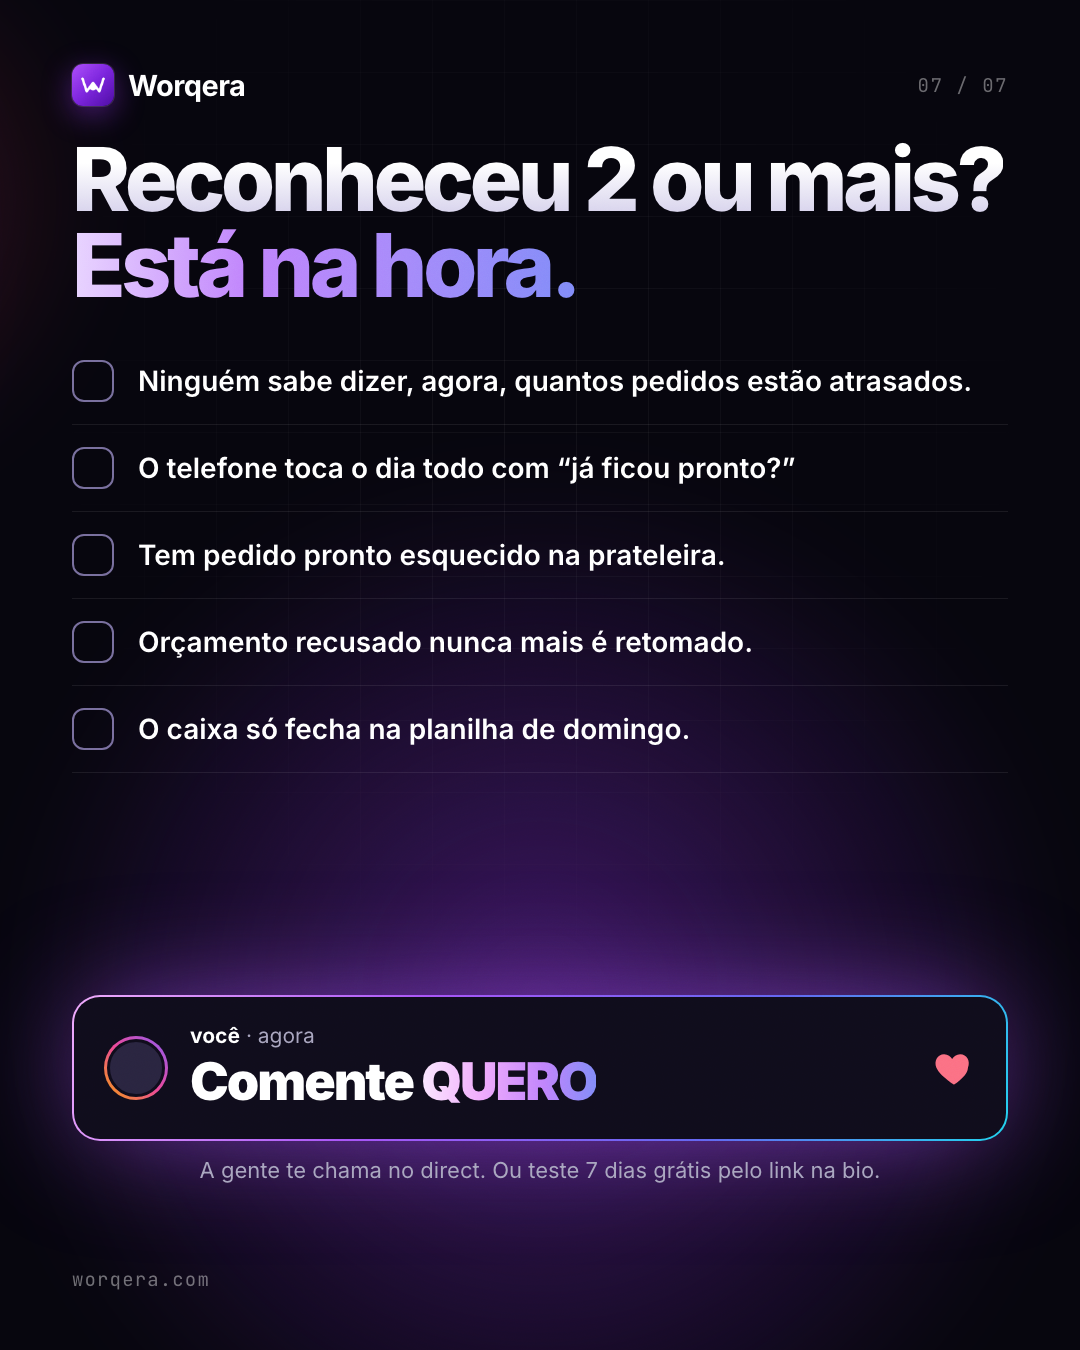 Worqera
07 / 07
Reconheceu 2 ou mais?
Está na hora.
Ninguém sabe dizer, agora, quantos pedidos estão atrasados.
O telefone toca o dia todo com “já ficou pronto?”
Tem pedido pronto esquecido na prateleira.
Orçamento recusado nunca mais é retomado.
O caixa só fecha na planilha de domingo.
você · agora
Comente QUERO
A gente te chama no direct. Ou teste 7 dias grátis pelo link na bio.
worqera.com